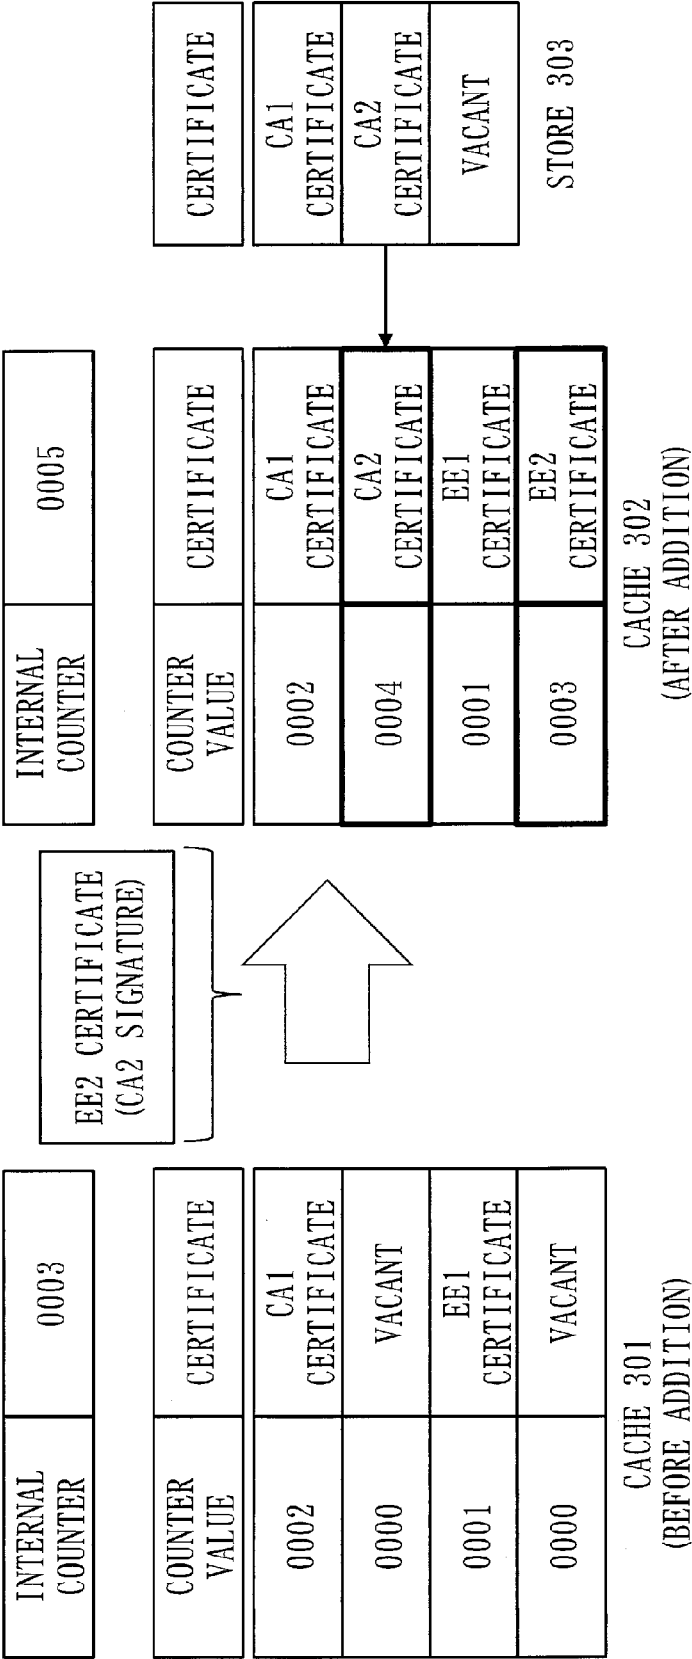 INTERNAL
COUNTER
0003
COUNTER
VALUE
CERTIFICATE
0002
CA1
CERTIFICATE
0000
VACANT
0001
EE1
CERTIFICATE
0000
VACANT
CACHE 301
(BEFORE ADDITION)
EE2 CERTIFICATE
(CA2 SIGNATURE)
INTERNAL
COUNTER
0005
COUNTER
VALUE
CERTIFICATE
0002
CA1
CERTIFICATE
0004
CA2
CERTIFICATE
0001
EE1
CERTIFICATE
0003
EE2
CERTIFICATE
CACHE 302
(AFTER ADDITION)
CERTIFICATE
CA1
CERTIFICATE
CA2
CERTIFICATE
VACANT
STORE 303